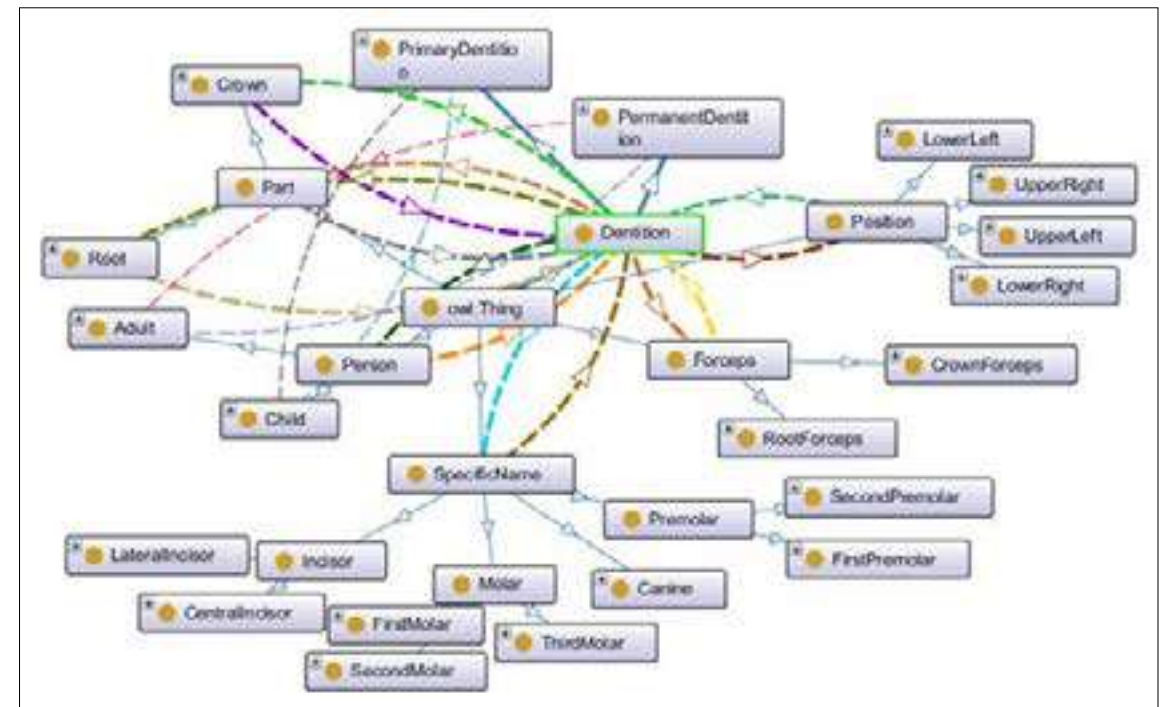 PrimaryDentitio
n
Crown
PermanentDentit
ion
LowerLeft
UpperRight
Part
Position
Dentition
UpperLeft
Root
LowerRight
owl:Thing
Adult
Person
Forceps
CrownForceps
Child
RootForceps
SpecificName
SecondPremolar
Premolar
LateralIncisor
Incisor
FirstPremolar
Molar
Canine
CentralIncisor
FirstMolar
ThirdMolar
SecondMolar